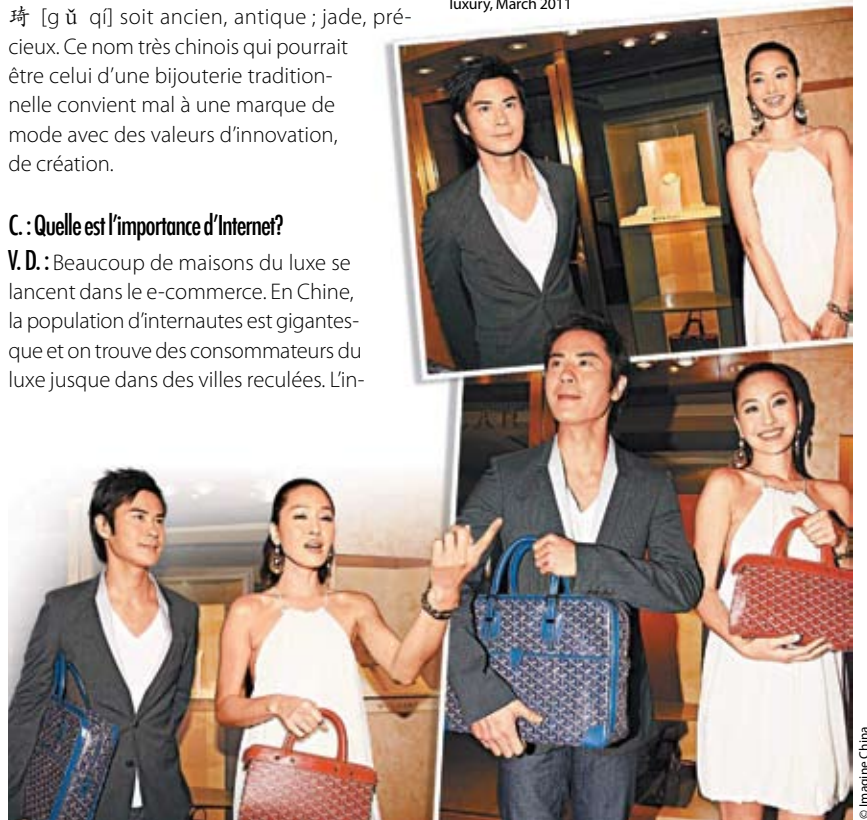 琦 [gǔ qí] soit ancien, antique ; jade, pré-
cieux. Ce nom très chinois qui pourrait
être celui d'une bijouterie tradition-
nelle convient mal à une marque de
mode avec des valeurs d'innovation,
de création.
C. : Quelle est l'importance d'Internet?
V. D. : Beaucoup de maisons du luxe se
lancent dans le e-commerce. En Chine,
la population d'internautes est gigantes-
que et on trouve des consommateurs du
luxe jusque dans des villes reculées. L'in-
luxury, March 2011
© Imagine China